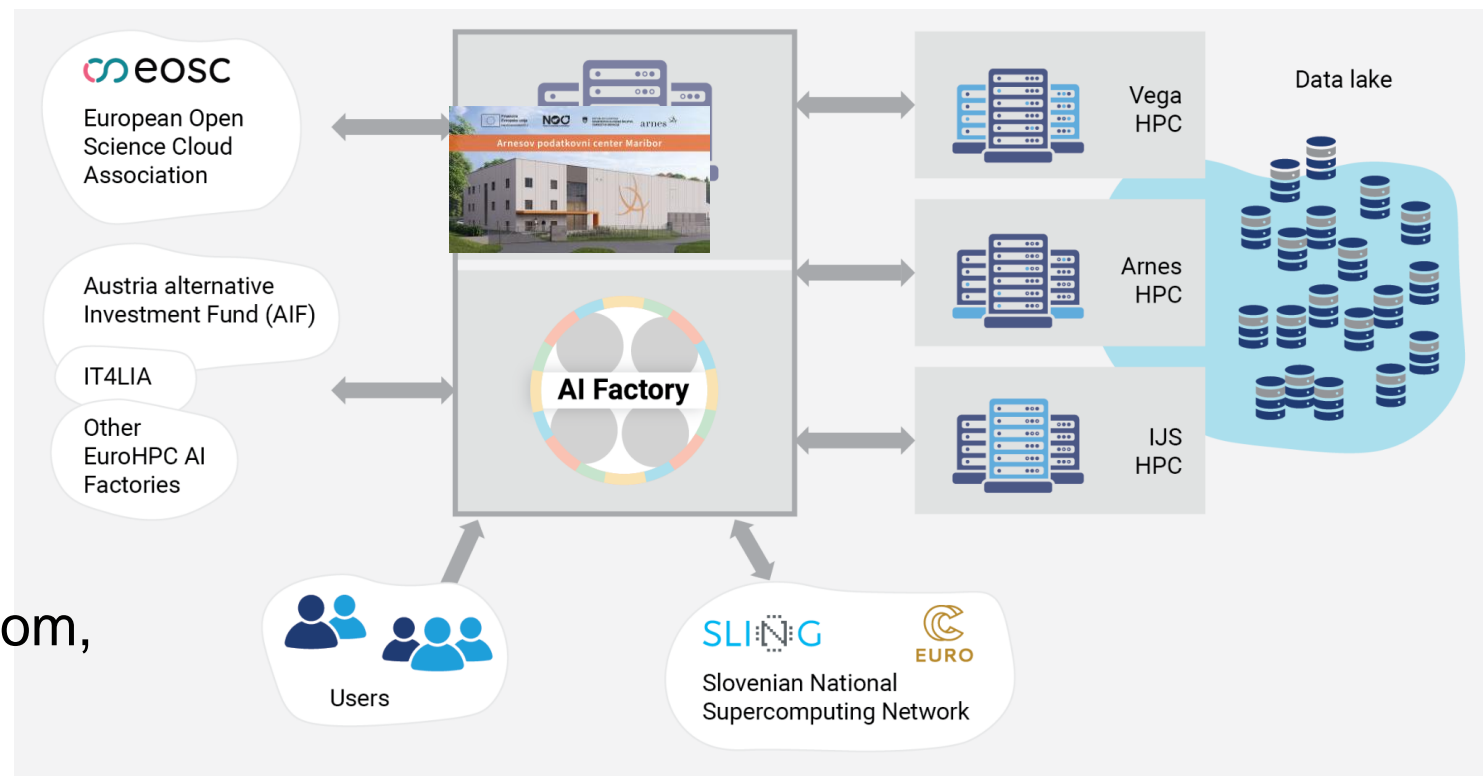 eosc
European Open
Science Cloud
Association
Austria alternative
Investment Fund (AIF)
IT4LIA
Other
EuroHPC AI
Factories
NOO
arnes
Arnesov podatkovni center Maribor
AI Factory
Vega
HPC
Arnes
HPC
IJS
HPC
Data lake
om,
Users
SLING
EURO
Slovenian National
Supercomputing Network